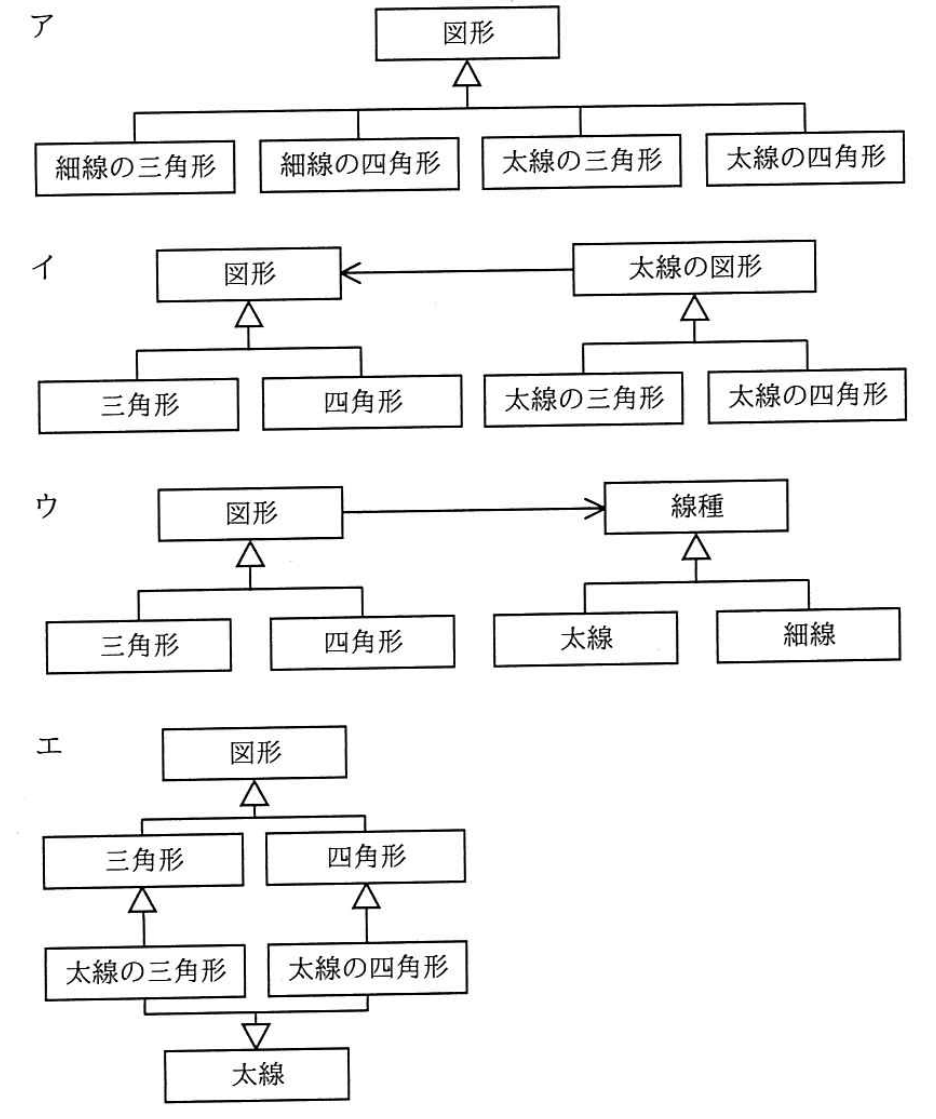 ア
図形
細線の三角形 細線の四角形 太線の三角形 太線の四角形
イ
図形 太線の図形
三角形 四角形 太線の三角形 太線の四角形
ウ
図形 線種
三角形 四角形 太線 細線
エ
図形
三角形 四角形
太線の三角形 太線の四角形
太線